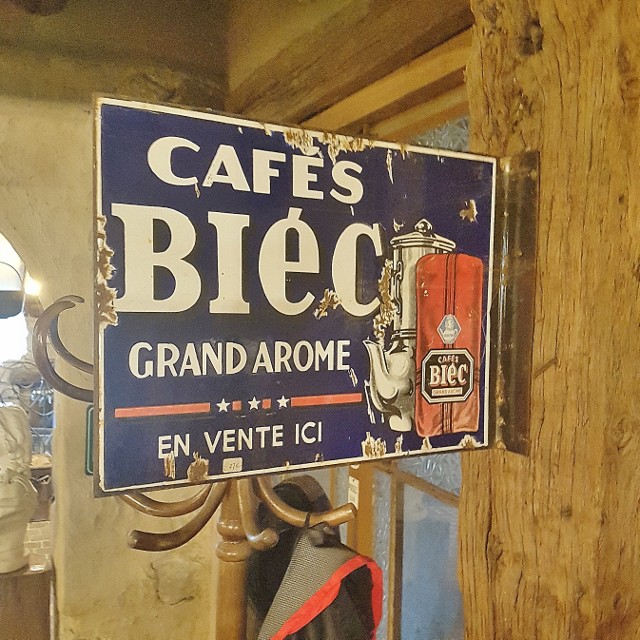 CAFÉS
BIéC
GRAND AROME
EN VENTE ICI
CAFÉS
BIéC